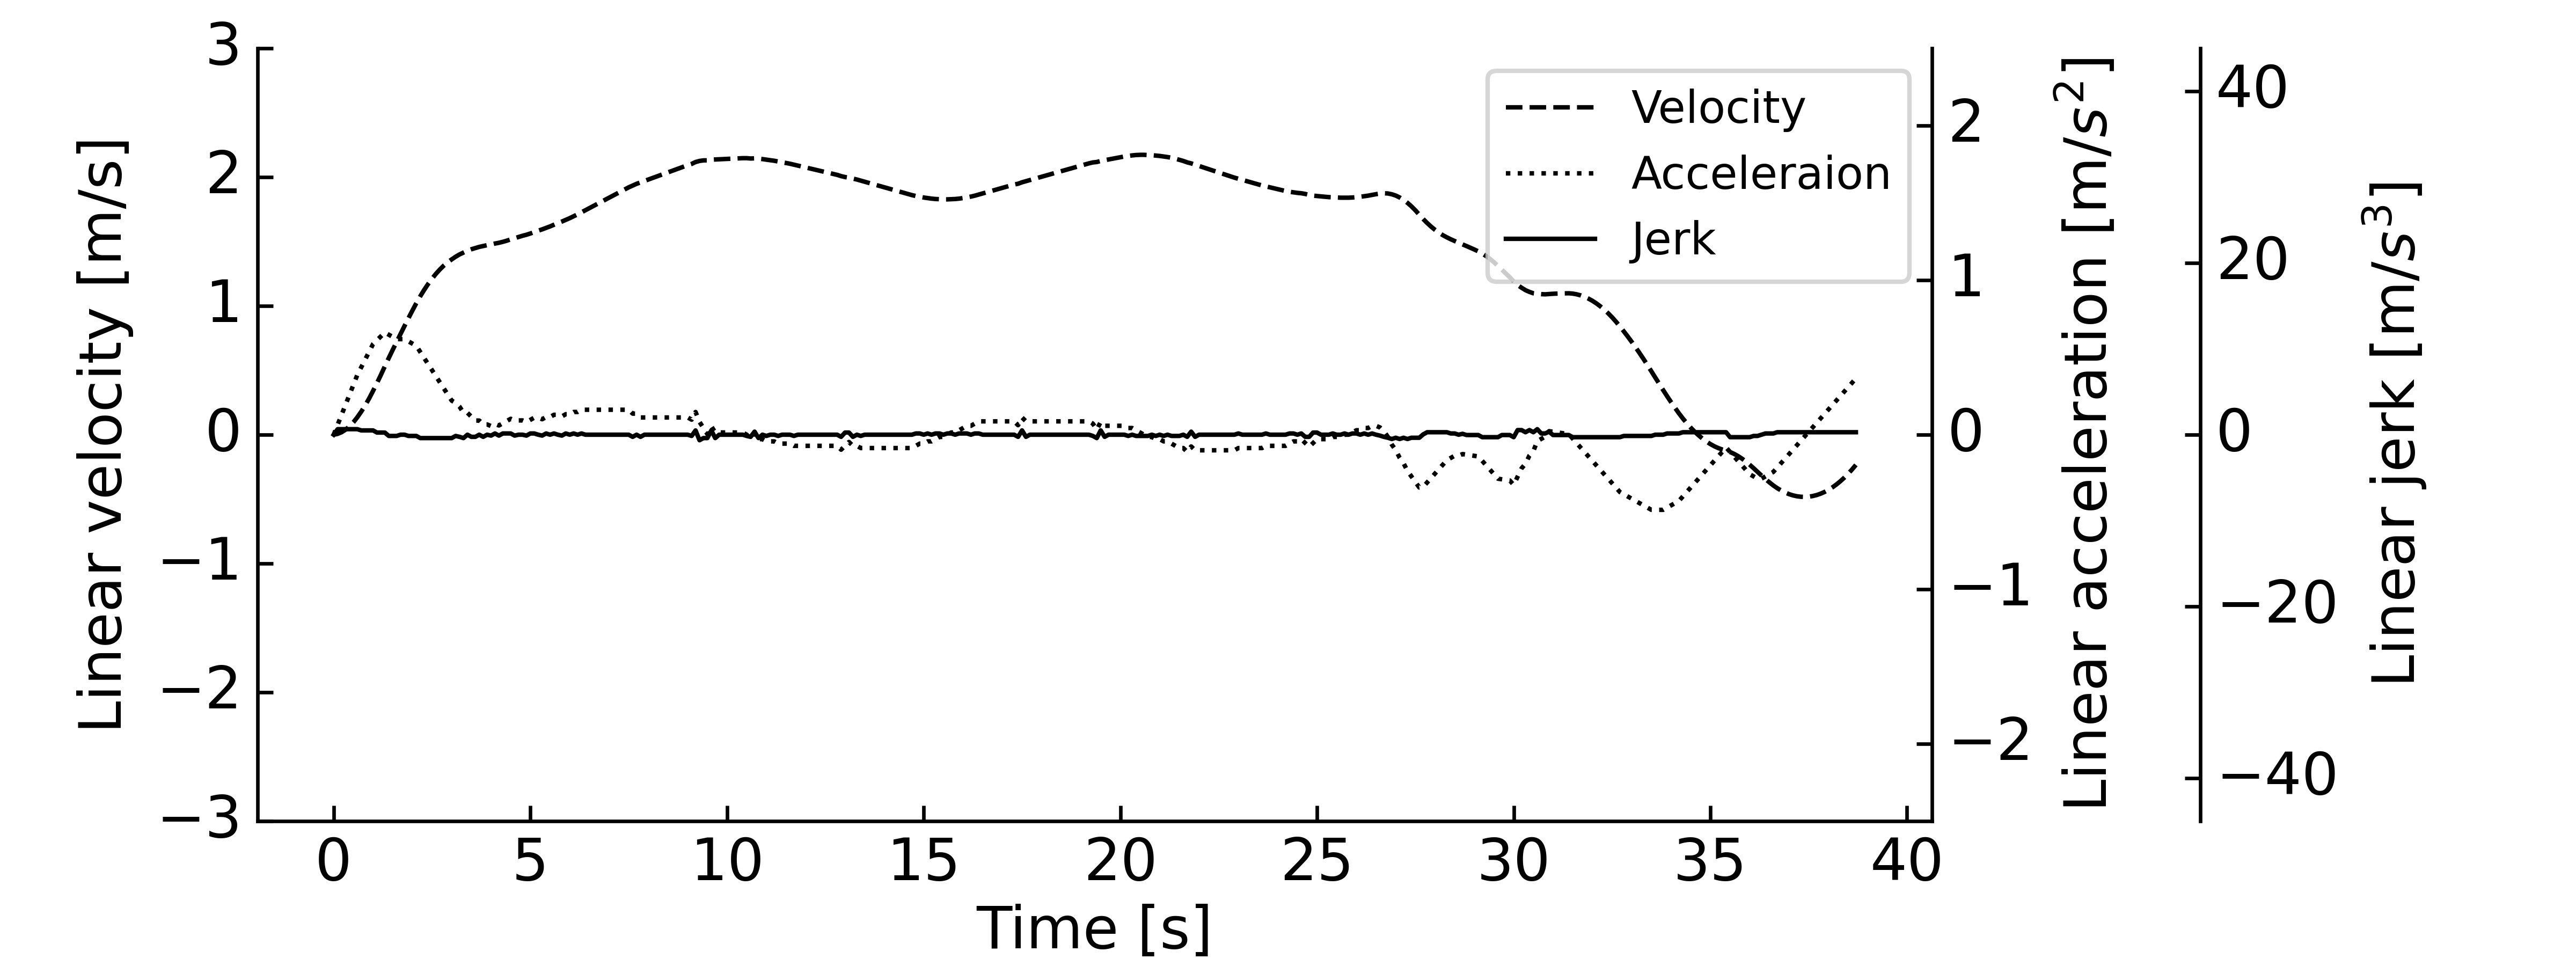 Linear velocity [m/s]
3
2
1
0
−1
−2
−3
0 5 10 15 20 25 30 35 40
Time [s]
Velocity
Acceleraion
Jerk
2
1
0
−1
−2
Linear acceleration [m/s²]
40
20
0
−20
−40
Linear jerk [m/s³]